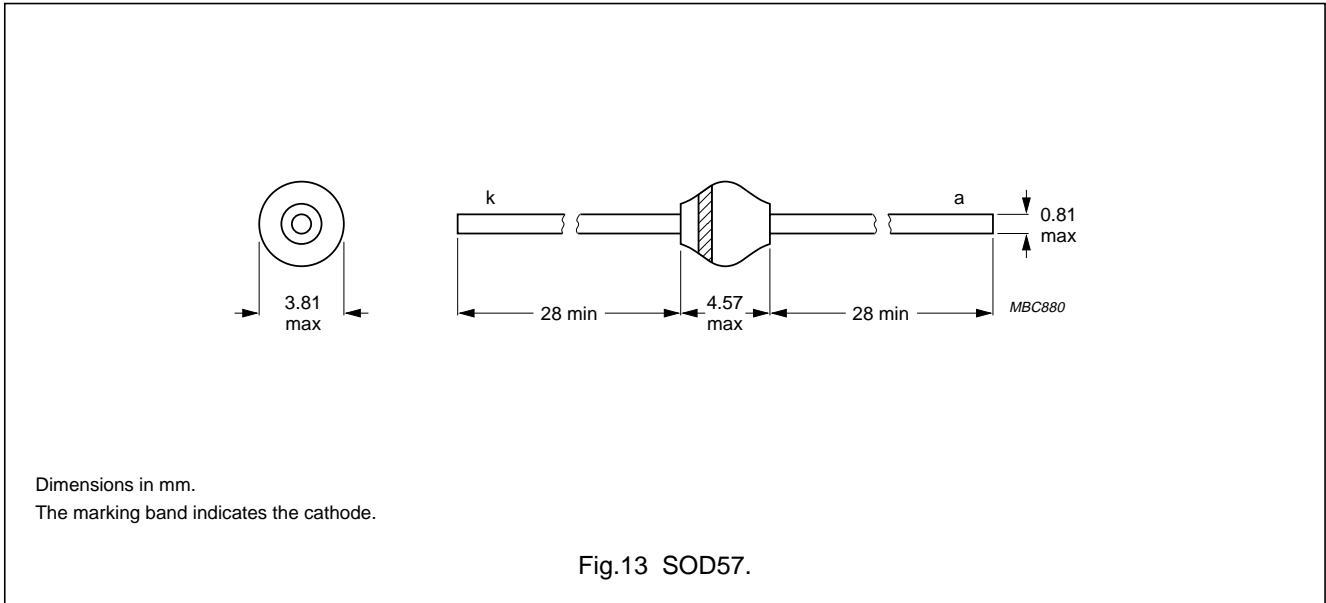 k
a
0.81
max
3.81
max
28 min
4.57
max
28 min
MBC880
Dimensions in mm.
The marking band indicates the cathode.
Fig.13 SOD57.